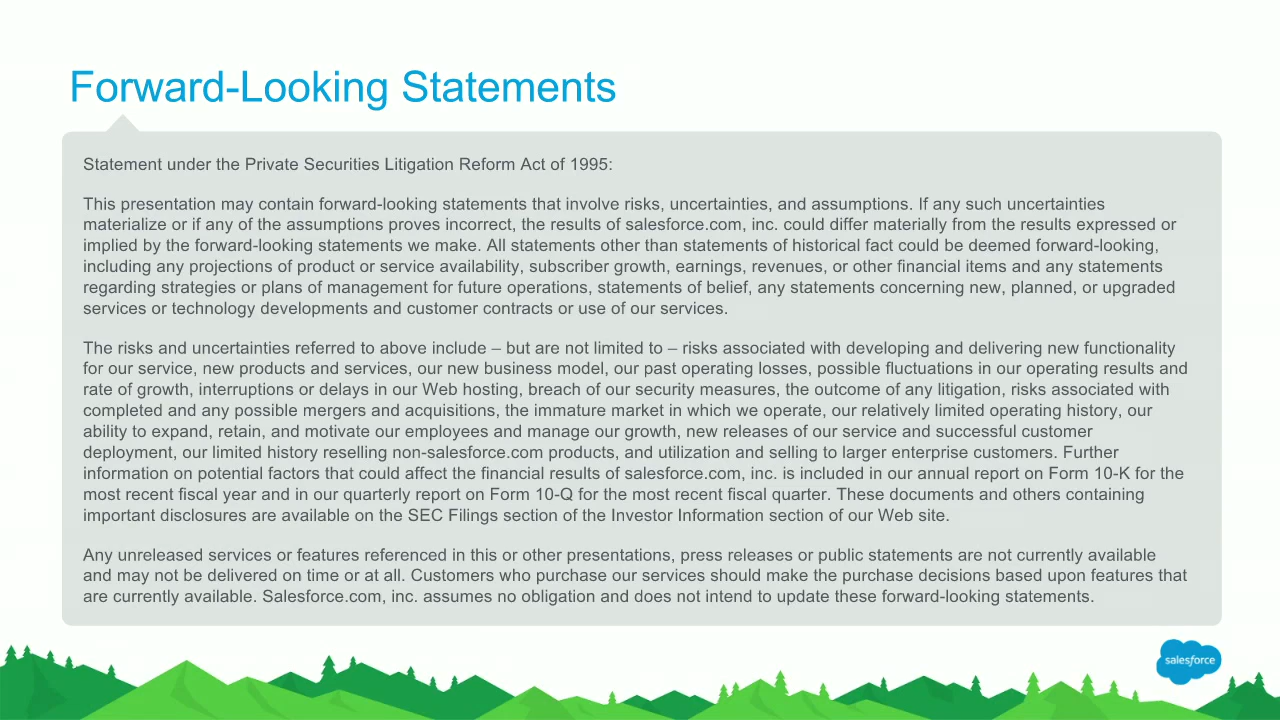 Forward-Looking Statements
Statement under the Private Securities Litigation Reform Act of 1995:
This presentation may contain forward-looking statements that involve risks, uncertainties, and assumptions. If any such uncertainties
materialize or if any of the assumptions proves incorrect, the results of salesforce.com, inc. could differ materially from the results expressed or
implied by the forward-looking statements we make. All statements other than statements of historical fact could be deemed forward-looking,
including any projections of product or service availability, subscriber growth, earnings, revenues, or other financial items and any statements
regarding strategies or plans of management for future operations, statements of belief, any statements concerning new, planned, or upgraded
services or technology developments and customer contracts or use of our services.
The risks and uncertainties referred to above include – but are not limited to – risks associated with developing and delivering new functionality
for our service, new products and services, our new business model, our past operating losses, possible fluctuations in our operating results and
rate of growth, interruptions or delays in our Web hosting, breach of our security measures, the outcome of any litigation, risks associated with
completed and any possible mergers and acquisitions, the immature market in which we operate, our relatively limited operating history, our
ability to expand, retain, and motivate our employees and manage our growth, new releases of our service and successful customer
deployment, our limited history reselling non-salesforce.com products, and utilization and selling to larger enterprise customers. Further
information on potential factors that could affect the financial results of salesforce.com, inc. is included in our annual report on Form 10-K for the
most recent fiscal year and in our quarterly report on Form 10-Q for the most recent fiscal quarter. These documents and others containing
important disclosures are available on the SEC Filings section of the Investor Information section of our Web site.
Any unreleased services or features referenced in this or other presentations, press releases or public statements are not currently available
and may not be delivered on time or at all. Customers who purchase our services should make the purchase decisions based upon features that
are currently available. Salesforce.com, inc. assumes no obligation and does not intend to update these forward-looking statements.
salesforce